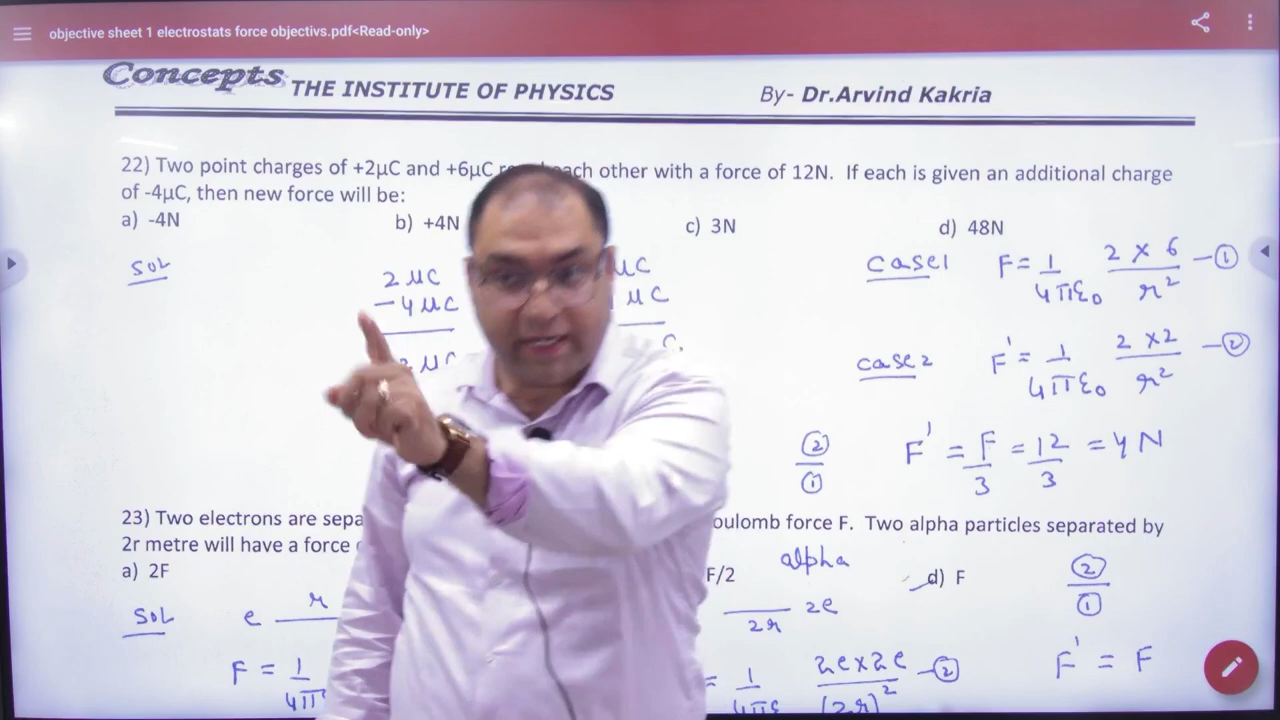 objective sheet 1 electrostats force objectivs.pdf<Read-only>
Concepts THE INSTITUTE OF PHYSICS By- Dr.Arvind Kakria
22) Two point charges of +2μC and +6μC each other with a force of 12N. If each is given an additional charge
of -4μC, then new force will be:
a) -4N b) +4N c) 3N d) 48N
SOL 2 μC μC case1 F = 1/4πε0 2 × 6/r² —①
-4 μC μC
case2 F' = 1/4πε0 2 × 2/r² —②
②/① F' = F/3 = 12/3 = 4 N
23) Two electrons are sepa oulomb force F. Two alpha particles separated by
2r metre will have a force
a) 2F F/2 alpha d) F ②/①
SOL e r 2r 2e
F = 1/4π = 1/4πε 2e×2e/(2r)² —② F' = F